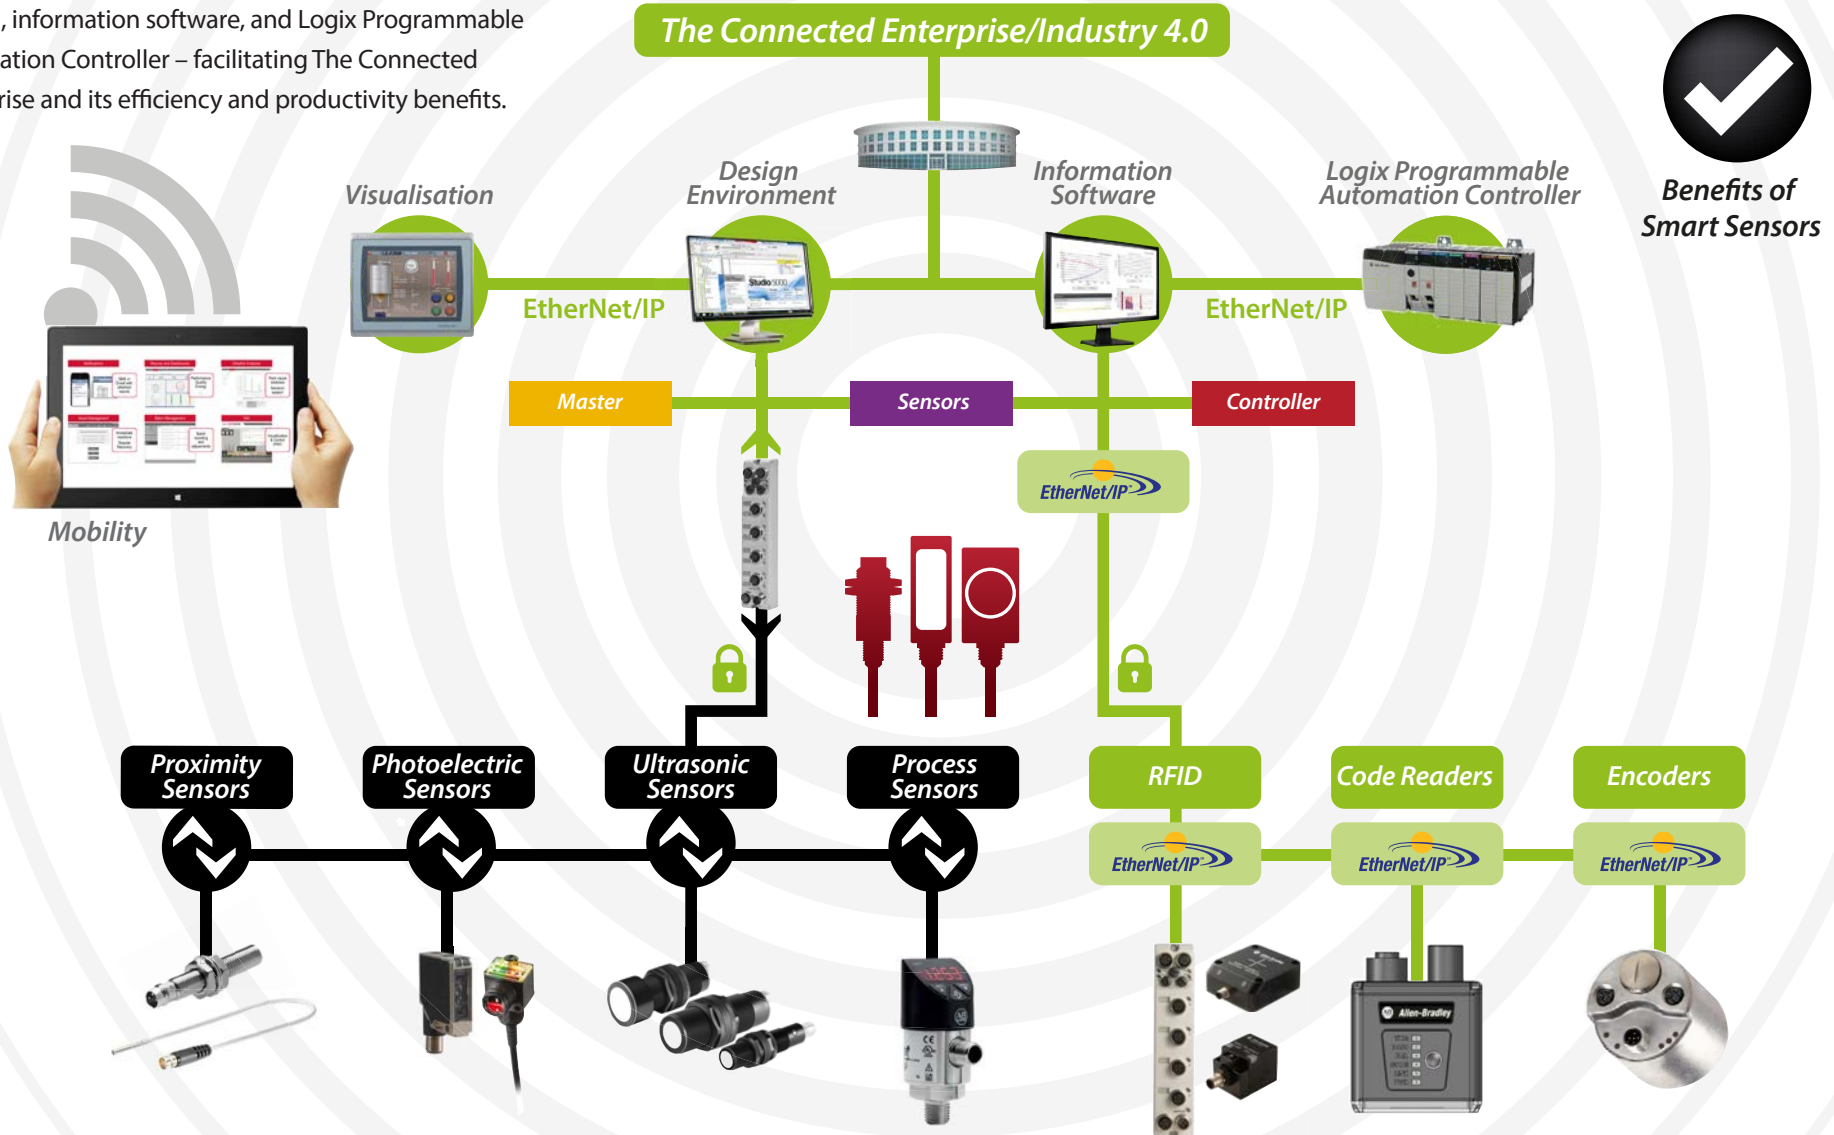 , information software, and Logix Programmable
ation Controller – facilitating The Connected
rise and its efficiency and productivity benefits.
The Connected Enterprise/Industry 4.0
Benefits of
Smart Sensors
Visualisation
Design
Environment
Information
Software
Logix Programmable
Automation Controller
Studio 5000
EtherNet/IP
EtherNet/IP
Mobility
Master
Sensors
Controller
EtherNet/IP
Proximity
Sensors
Photoelectric
Sensors
Ultrasonic
Sensors
Process
Sensors
RFID
Code Readers
Encoders
EtherNet/IP
EtherNet/IP
EtherNet/IP
Allen-Bradley